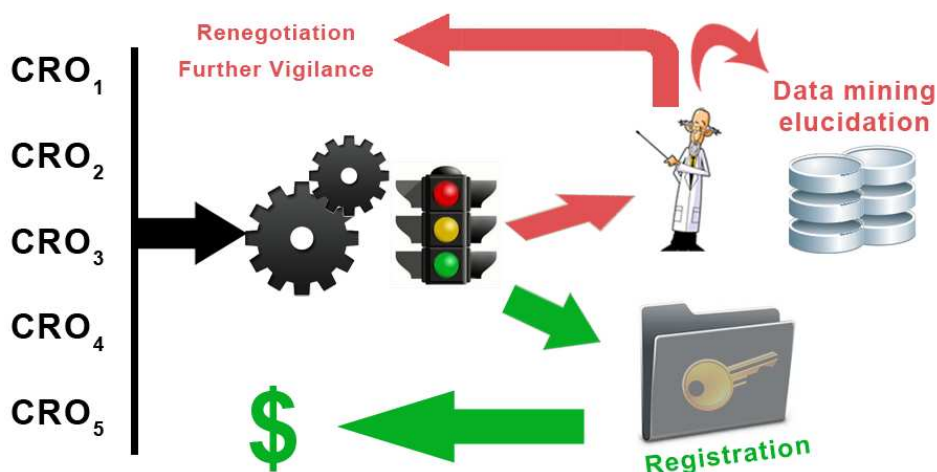 Renegotiation
Further Vigilance
CRO1
CRO2
CRO3
CRO4
CRO5
Data mining
elucidation
$
Registration